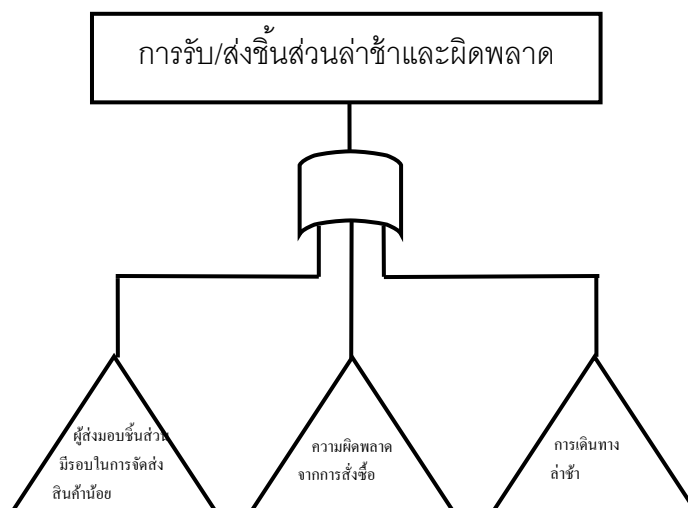 การรับ/ส่งชิ้นส่วนล่าช้าและผิดพลาด
ผู้ส่งมอบชิ้นส่วน
มีรอบในการจัดส่ง
สินค้าน้อย
ความผิดพลาด
จากการสั่งซื้อ
การเดินทาง
ล่าช้า